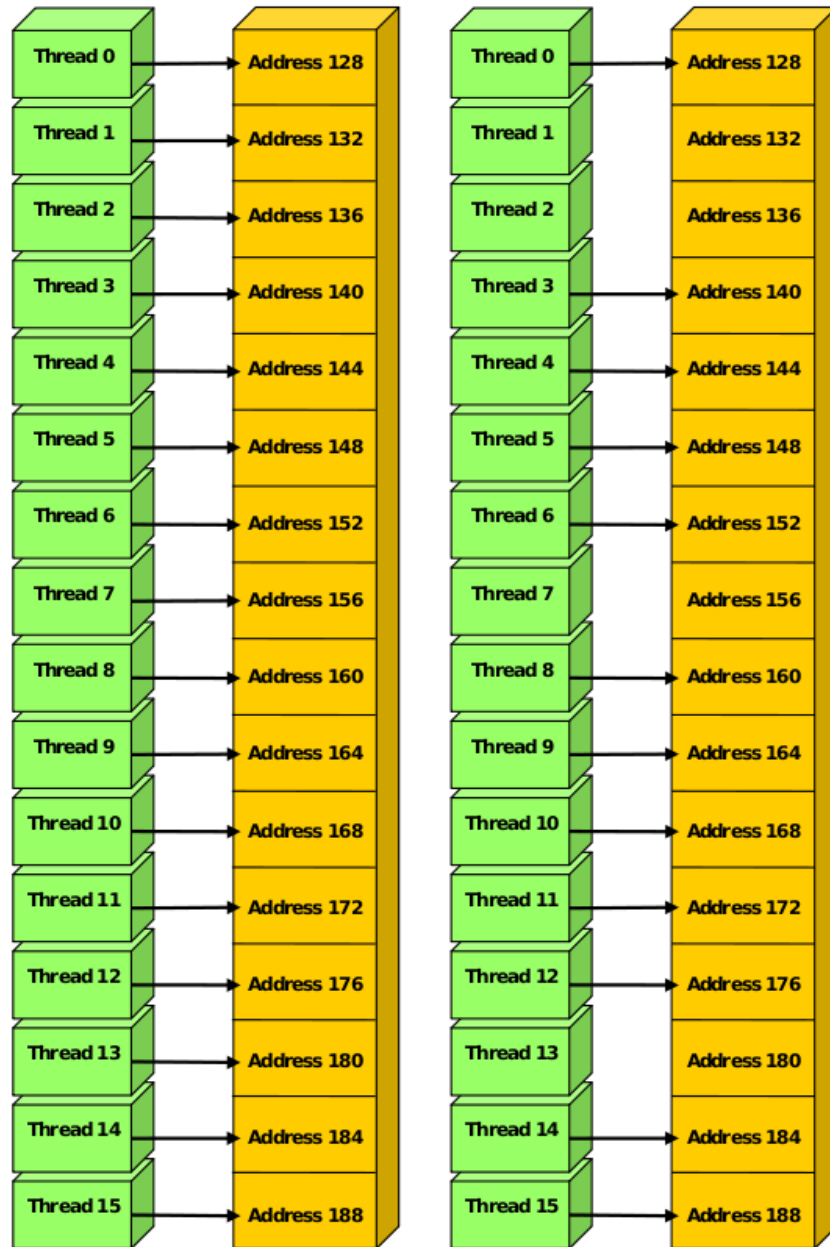 Thread 0 Address 128 Thread 0 Address 128
Thread 1 Address 132 Thread 1 Address 132
Thread 2 Address 136 Thread 2 Address 136
Thread 3 Address 140 Thread 3 Address 140
Thread 4 Address 144 Thread 4 Address 144
Thread 5 Address 148 Thread 5 Address 148
Thread 6 Address 152 Thread 6 Address 152
Thread 7 Address 156 Thread 7 Address 156
Thread 8 Address 160 Thread 8 Address 160
Thread 9 Address 164 Thread 9 Address 164
Thread 10 Address 168 Thread 10 Address 168
Thread 11 Address 172 Thread 11 Address 172
Thread 12 Address 176 Thread 12 Address 176
Thread 13 Address 180 Thread 13 Address 180
Thread 14 Address 184 Thread 14 Address 184
Thread 15 Address 188 Thread 15 Address 188